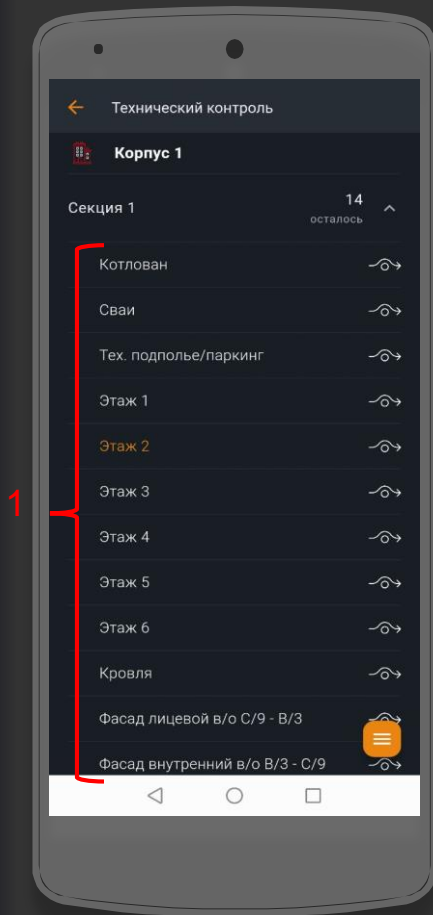 Технический контроль
Корпус 1
Секция 1
14
осталось
Котлован
Сваи
Тех. подполье/паркинг
Этаж 1
Этаж 2
Этаж 3
1
Этаж 4
Этаж 5
Этаж 6
Кровля
Фасад лицевой в/о С/9 - В/3
Фасад внутренний в/о В/3 - С/9